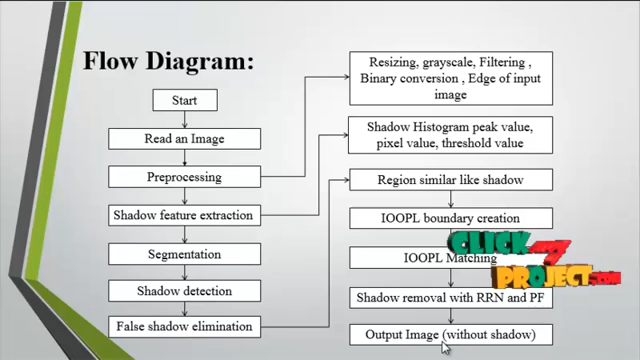 Flow Diagram:
Start
Read an Image
Preprocessing
Shadow feature extraction
Segmentation
Shadow detection
False shadow elimination
Resizing, grayscale, Filtering ,
Binary conversion , Edge of input
image
Shadow Histogram peak value,
pixel value, threshold value
Region similar like shadow
IOOPL boundary creation
IOOPL Matching
Shadow removal with RRN and PF
Output Image (without shadow)
CLICK my
PROJECT.com